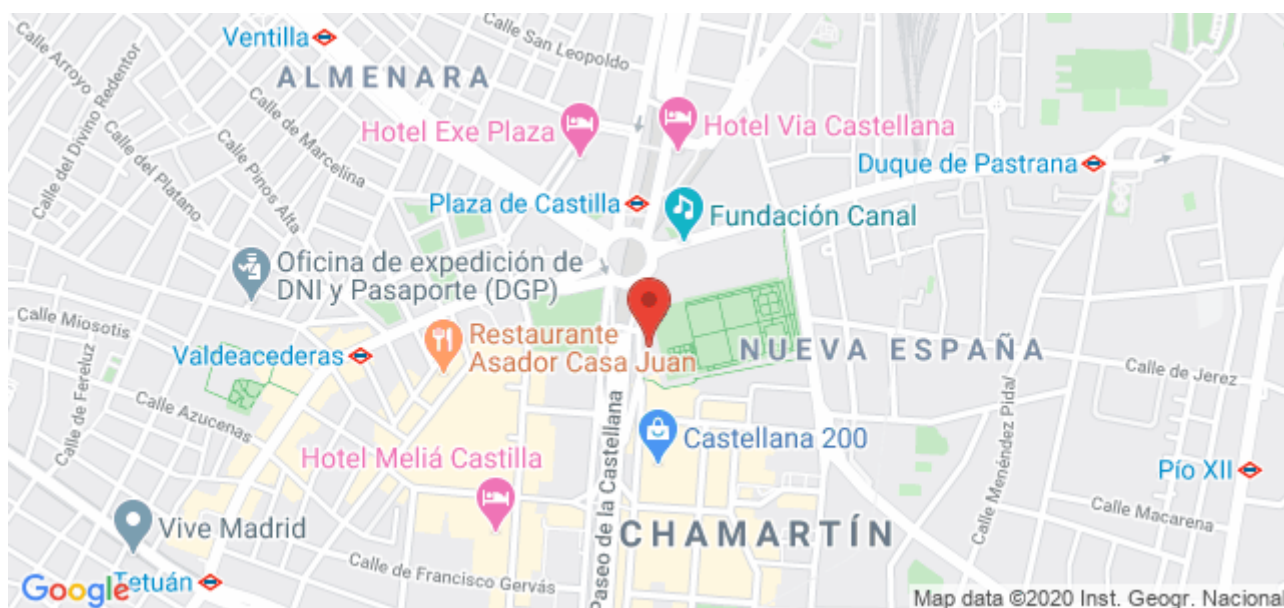 Calle San Leopoldo
Ventilla
ALMENARA
Calle Arroyo
Calle del Divino Redentor
Calle del Platano
Calle Pinos Alta
Calle de Marcelina
Hotel Exe Plaza
Hotel Via Castellana
Duque de Pastrana
Plaza de Castilla
Fundación Canal
Oficina de expedición de
DNI y Pasaporte (DGP)
Calle Miosotis
Valdeacederas
Restaurante
Asador Casa Juan
NUEVA ESPAÑA
Calle de Jerez
Calle de Fereluz
Calle Azucenas
Paseo de la Castellana
Castellana 200
Calle Menéndez Pidal
Hotel Meliá Castilla
Pío XII
Calle Macarena
Vive Madrid
CHAMARTÍN
Calle de Francisco Gervás
Tetuán
Google
Map data ©2020 Inst. Geogr. Naciona